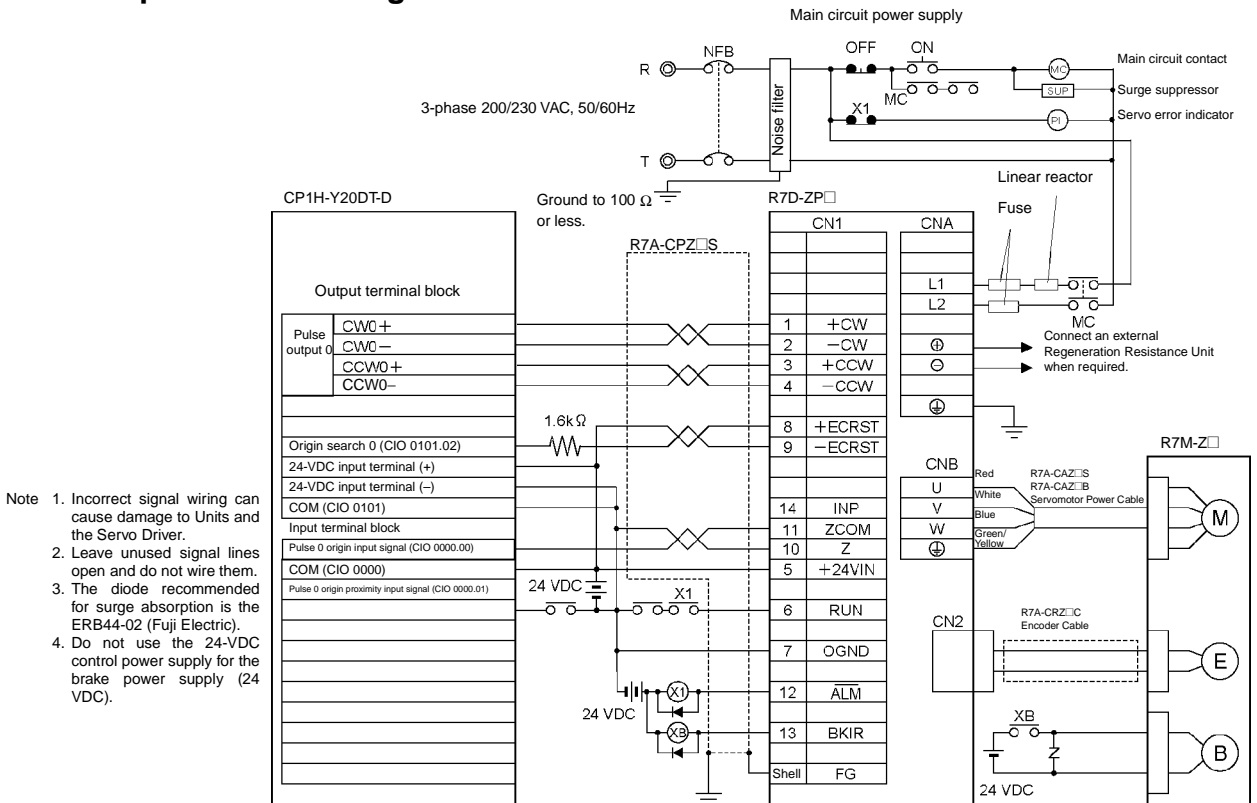 Main circuit power supply
NFB
OFF
ON
R
Main circuit contact
MC
SUP
Surge suppressor
MC
3-phase 200/230 VAC, 50/60Hz
Noise filter
X1
PI
Servo error indicator
T
Linear reactor
CP1H-Y20DT-D
Ground to 100 Ω
or less.
R7D-ZP□
Fuse
CN1
CNA
R7A-CPZ□S
Output terminal block
L1
L2
MC
Pulse
output 0
CW0+
CW0−
CCW0+
CCW0−
1 +CW
2 −CW
3 +CCW
4 −CCW
⊕
⊖
Connect an external
Regeneration Resistance Unit
when required.
1.6kΩ
8 +ECRST
9 −ECRST
Origin search 0 (CIO 0101.02)
24-VDC input terminal (+)
24-VDC input terminal (−)
COM (CIO 0101)
Input terminal block
Pulse 0 origin input signal (CIO 0000.00)
COM (CIO 0000)
Pulse 0 origin proximity input signal (CIO 0000.01)
14 INP
11 ZCOM
10 Z
5 +24VIN
24 VDC
X1
6 RUN
7 OGND
X1
12 ALM
24 VDC
XB
13 BKIR
Shell FG
CNB
U
V
W
Red
White
Blue
Green/
Yellow
R7A-CAZ□S
R7A-CAZ□B
Servomotor Power Cable
R7M-Z□
M
CN2
R7A-CRZ□C
Encoder Cable
E
XB
B
24 VDC
Note 1. Incorrect signal wiring can
cause damage to Units and
the Servo Driver.
2. Leave unused signal lines
open and do not wire them.
3. The diode recommended
for surge absorption is the
ERB44-02 (Fuji Electric).
4. Do not use the 24-VDC
control power supply for the
brake power supply (24
VDC).